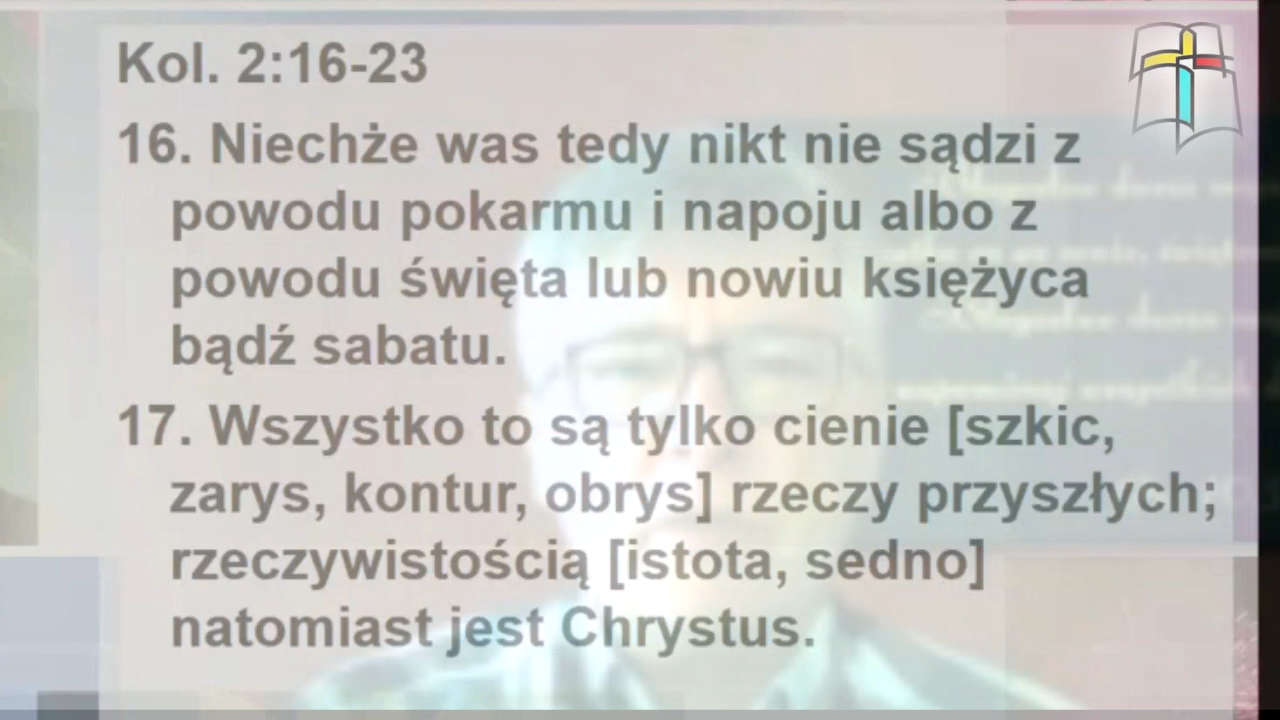 Kol. 2:16-23
16. Niechże was tedy nikt nie sądzi z
powodu pokarmu i napoju albo z
powodu święta lub nowiu księżyca
bądź sabatu.
17. Wszystko to są tylko cienie [szkic,
zarys, kontur, obrys] rzeczy przyszłych;
rzeczywistością [istota, sedno]
natomiast jest Chrystus.